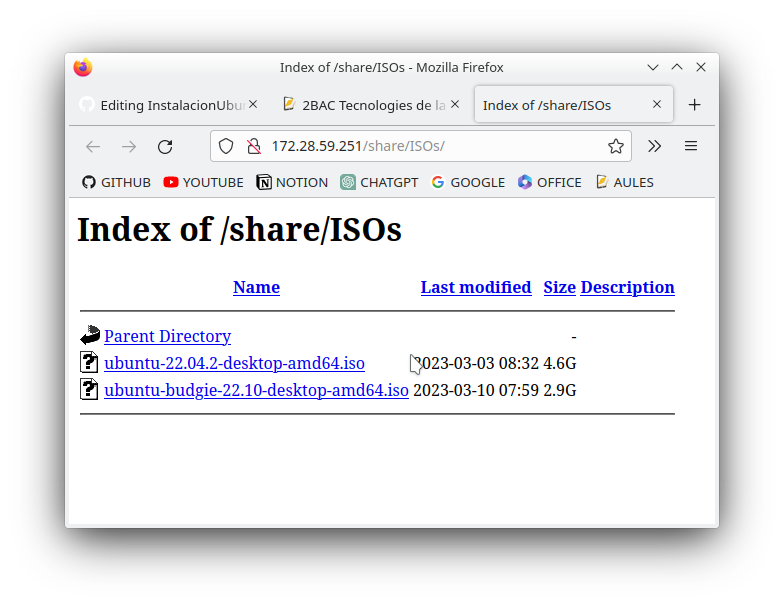 Index of /share/ISOs - Mozilla Firefox
Editing InstalacionUbu 2BAC Tecnologies de la Index of /share/ISOs
172.28.59.251/share/ISOs/
GITHUB YOUTUBE NOTION CHATGPT GOOGLE OFFICE AULES
Index of /share/ISOs
Name Last modified Size Description
Parent Directory -
ubuntu-22.04.2-desktop-amd64.iso 2023-03-03 08:32 4.6G
ubuntu-budgie-22.10-desktop-amd64.iso 2023-03-10 07:59 2.9G